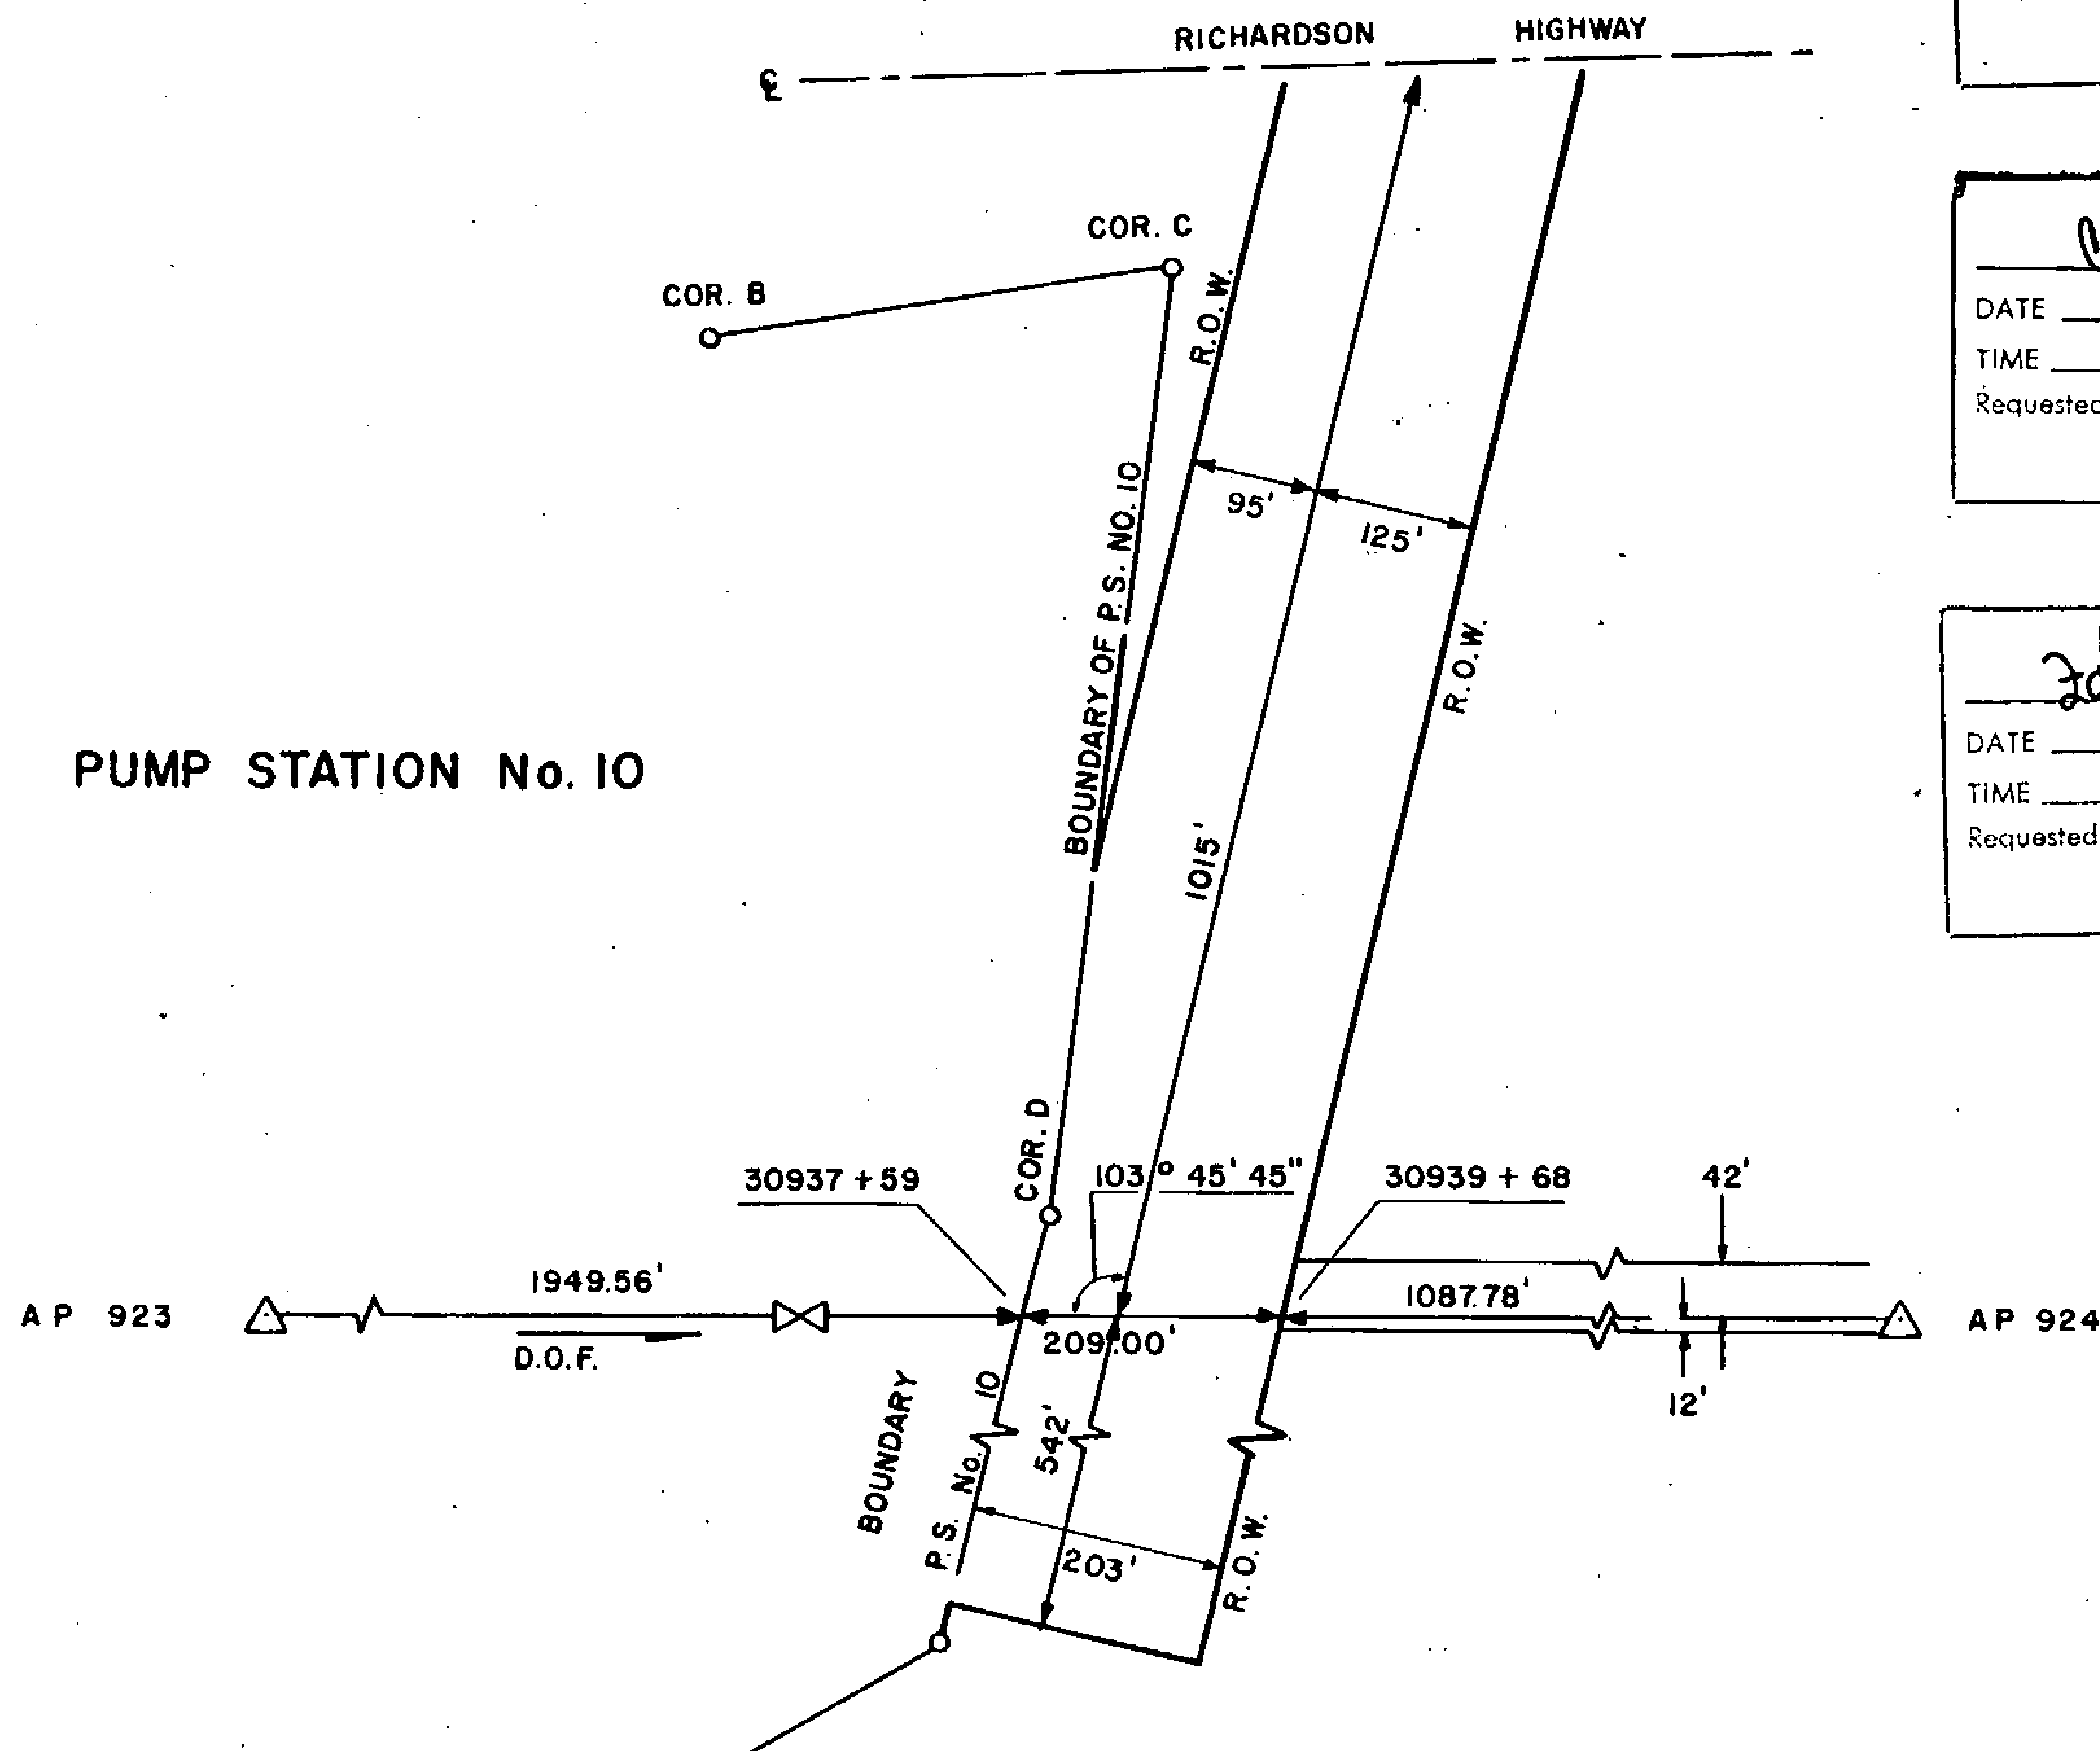 RICHARDSON HIGHWAY
℄
COR. C
COR. B
R.O.W.
DATE
TIME
Requested
95'
125'
BOUNDARY OF P.S. NO. 10
R.O.W.
DATE
TIME
Requested
PUMP STATION No. 10
1015'
COR. D
30937 + 59
103° 45' 45"
30939 + 68
42'
1949.56'
1087.78'
AP 923
AP 924
209.00'
D.O.F.
12'
BOUNDARY
P.S. No. 10
542'
203'
R.O.W.